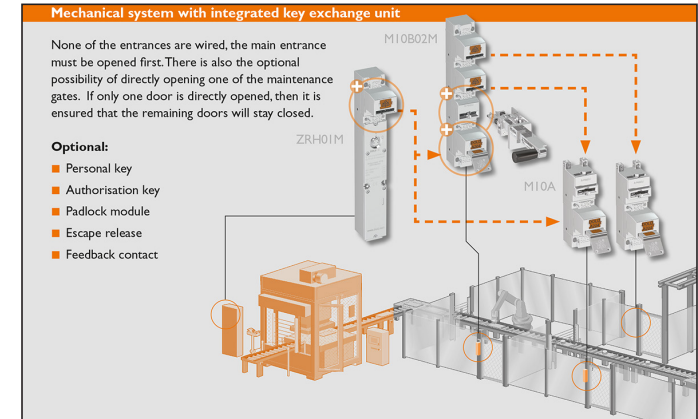 Mechanical system with integrated key exchange unit
None of the entrances are wired, the main entrance
must be opened first. There is also the optional
possibility of directly opening one of the maintenance
gates. If only one door is directly opened, then it is
ensured that the remaining doors will stay closed.
Optional:
Personal key
Authorisation key
Padlock module
Escape release
Feedback contact
M10B02M
ZRH01M
M10A